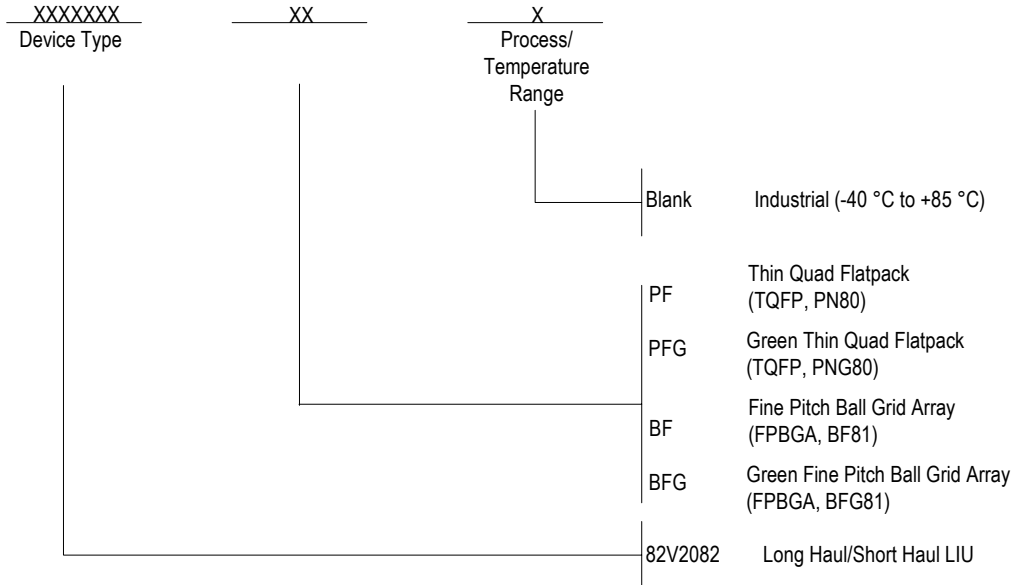 XXXXXXX XX X
Device Type
Process/
Temperature
Range
Blank Industrial (-40 °C to +85 °C)
PF Thin Quad Flatpack
(TQFP, PN80)
PFG Green Thin Quad Flatpack
(TQFP, PNG80)
BF Fine Pitch Ball Grid Array
(FPBGA, BF81)
BFG Green Fine Pitch Ball Grid Array
(FPBGA, BFG81)
82V2082 Long Haul/Short Haul LIU